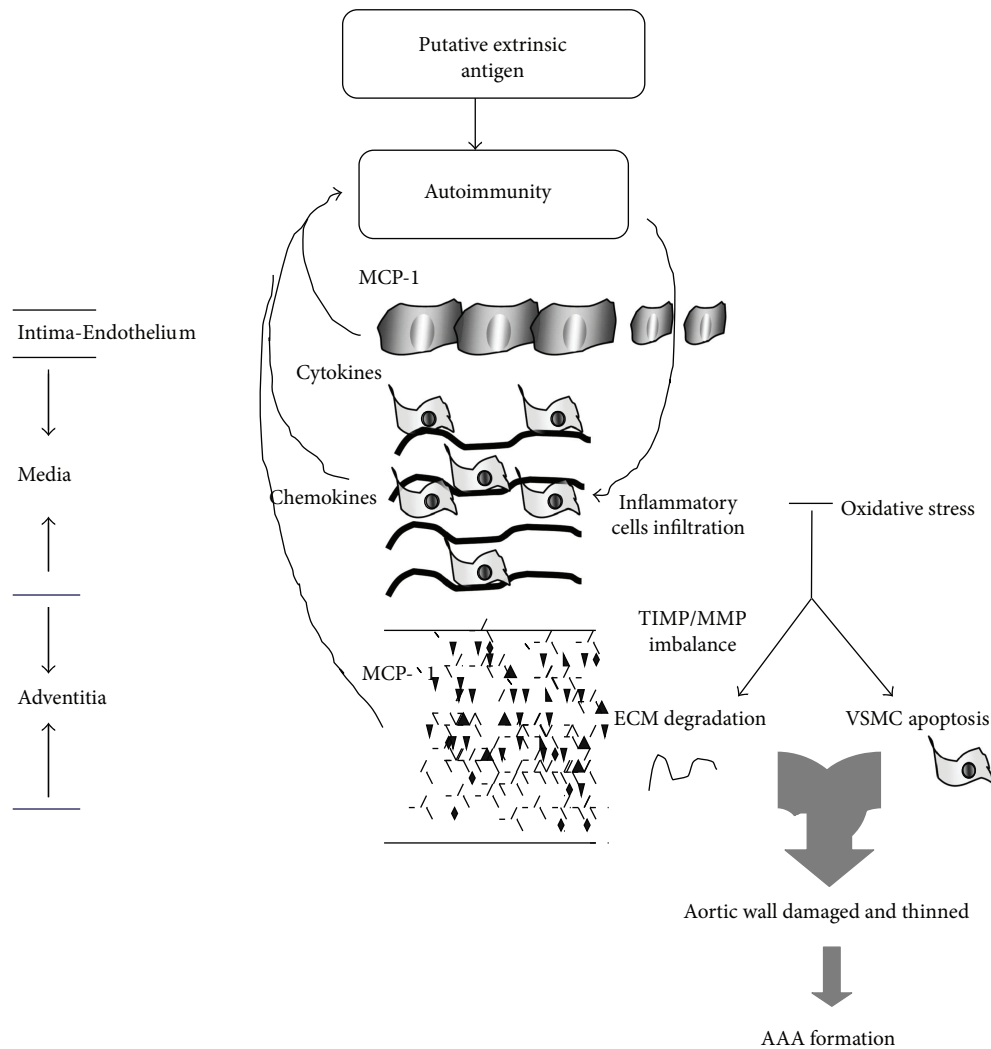 Putative extrinsic
antigen
Autoimmunity
MCP-1
Intima-Endothelium
Cytokines
Media
Chemokines
Inflammatory
cells infiltration
Oxidative stress
TIMP/MMP
imbalance
MCP- 1
Adventitia
ECM degradation
VSMC apoptosis
Aortic wall damaged and thinned
AAA formation